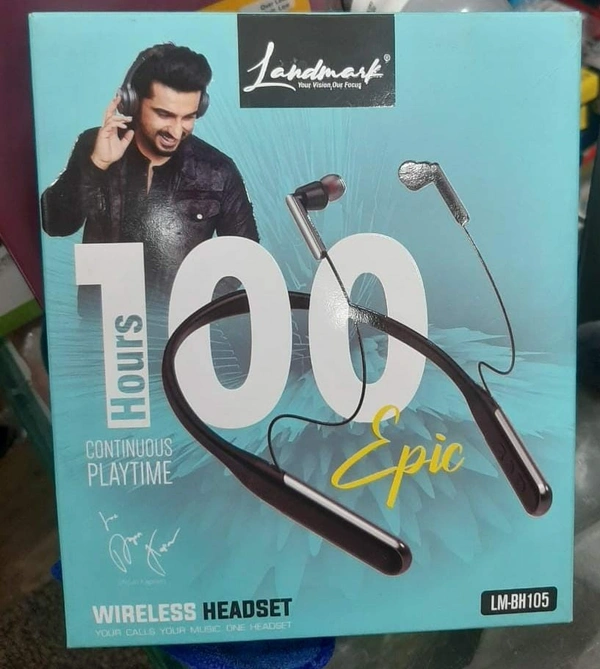 Landmark®
Your Vision, Our Focus
100
Hours
CONTINUOUS
PLAYTIME
Epic
WIRELESS HEADSET
YOUR CALLS YOUR MUSIC ONE HEADSET
LM-BH105